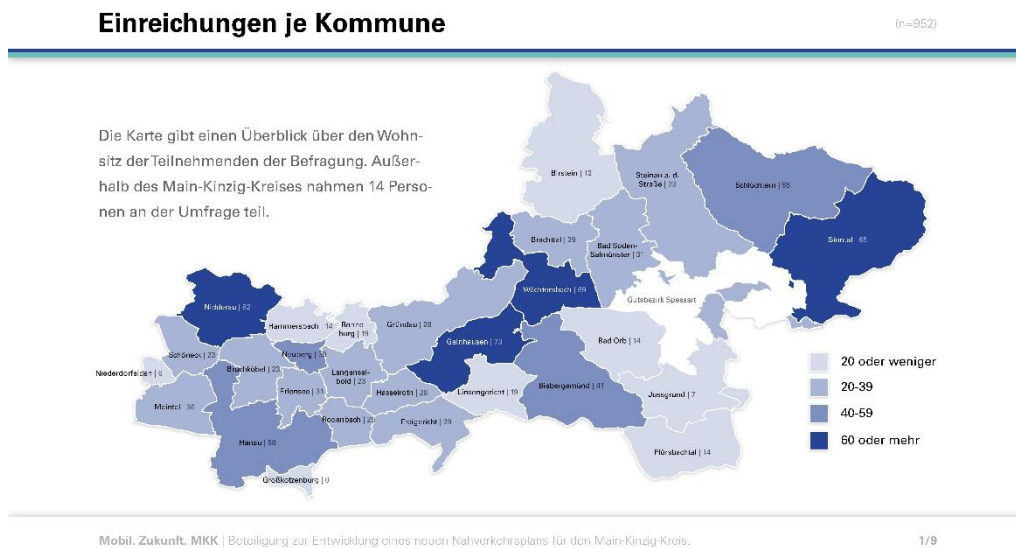 Einreichungen je Kommune
(n=952)
Die Karte gibt einen Überblick über den Wohn-
sitz der Teilnehmenden der Befragung. Außer-
halb des Main-Kinzig-Kreises nahmen 14 Perso-
nen an der Umfrage teil.
Birstein | 12
Steinau a. d.
Straße | 23
Schlüchtern | 55
Sinntal | 65
Brachttal | 29
Bad Soden-
Salmünster | 31
Wächtersbach | 69
Gutsbezirk Spessart
Nidderau | 82
Hammersbach | 14
Ronne
burg | 19
Gründau | 28
Gelnhausen | 73
Bad Orb | 14
Schöneck | 23
Neuberg |
Bruchköbel | 23
Niederdorfelden | 6
Langensel-
bold | 23
Erlensee | 31
Hasselroth | 28
Linsengericht | 19
Biebergemünd | 41
Jossgrund | 7
Maintal | 36
Rodenbach |
Freigericht | 29
Hanau | 58
Flörsbachtal | 14
Großkrotzenburg |
20 oder weniger
20-39
40-59
60 oder mehr
Mobil. Zukunft. MKK | Beteiligung zur Entwicklung eines neuen Nahverkehrsplans für den Main-Kinzig-Kreis.
1/9